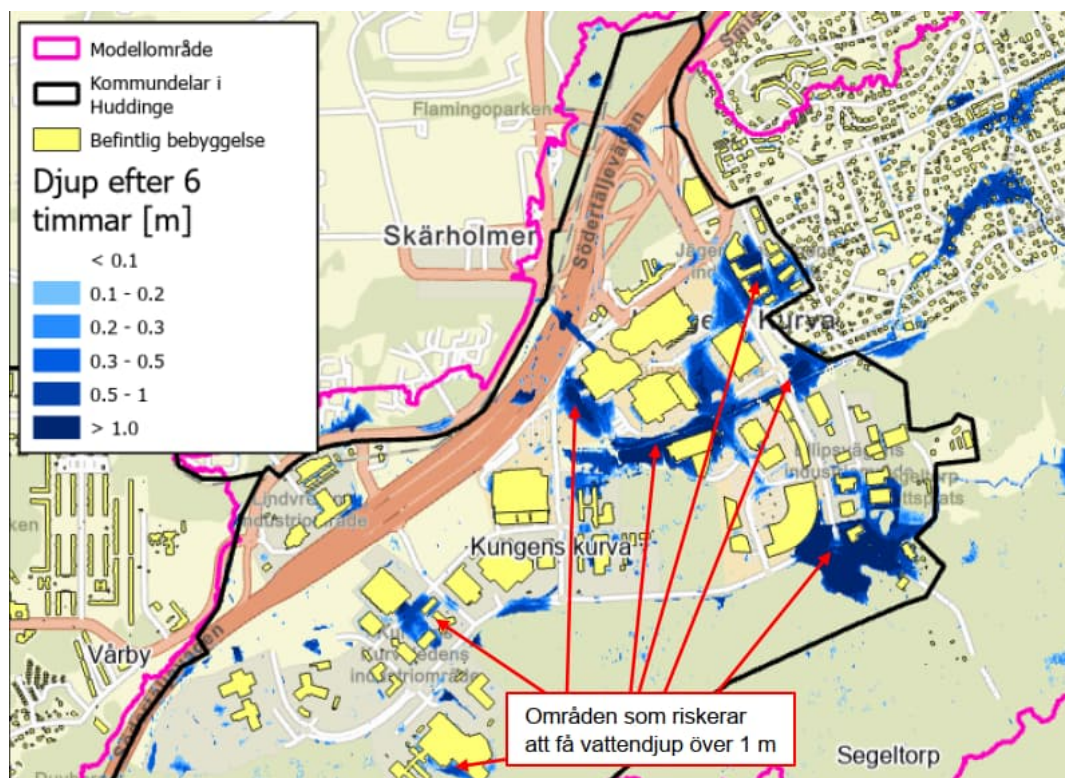 Modellområde
Kommundelar i
Huddinge
Befintlig bebyggelse
Djup efter 6
timmar [m]
< 0.1
0.1 - 0.2
0.2 - 0.3
0.3 - 0.5
0.5 - 1
> 1.0
Flamingoparken
Södertäljevägen
Skärholmen
Kurva
Lindvreten
industriområde
Kungens kurva
industriområde
Vårby
Södertäljevägen
Områden som riskerar
att få vattendjup över 1 m
Segeltorp